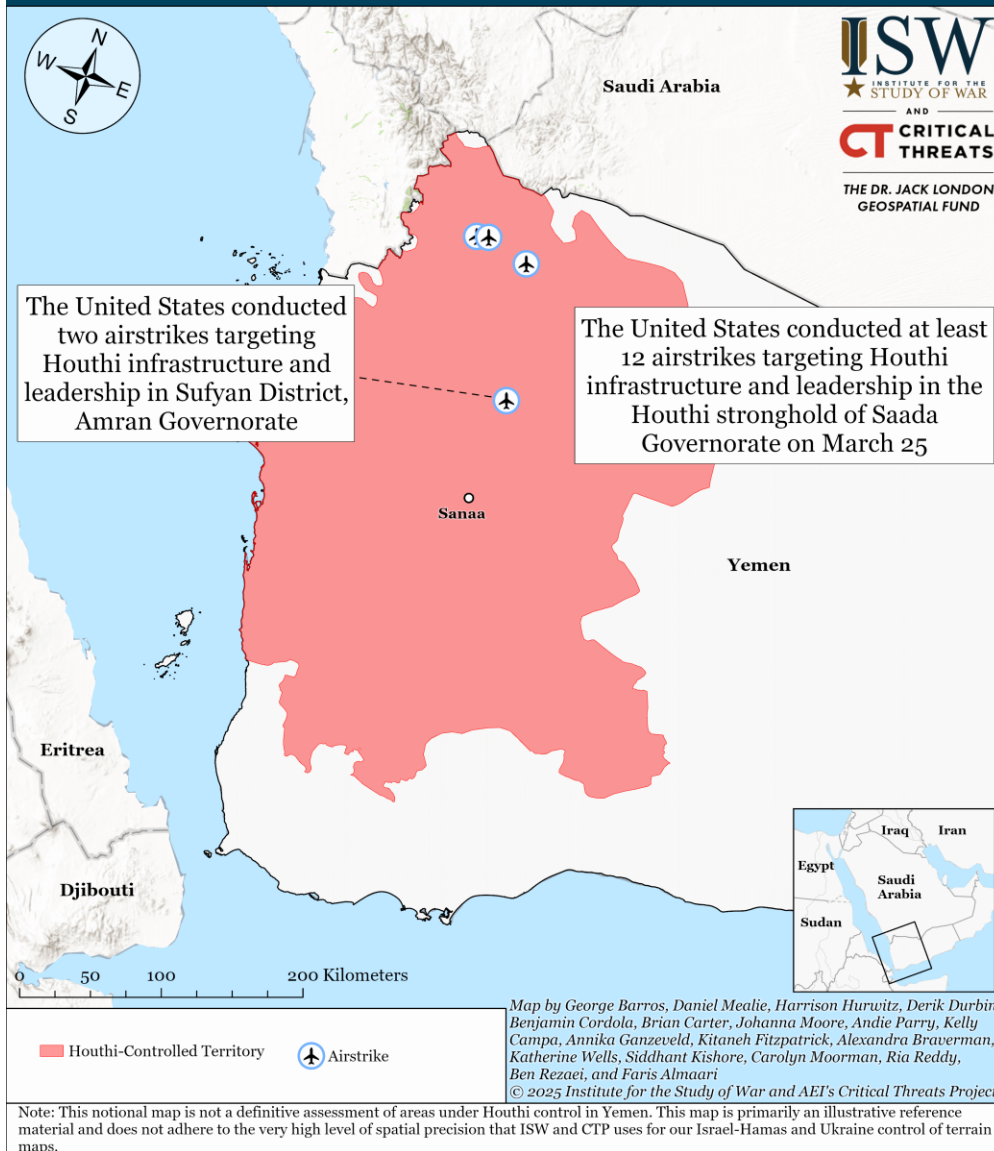 N
W
E
S
ISW
INSTITUTE FOR THE
STUDY OF WAR
AND
CT CRITICAL
THREATS
THE DR. JACK LONDON
GEOSPATIAL FUND
Saudi Arabia
The United States conducted
two airstrikes targeting
Houthi infrastructure and
leadership in Sufyan District,
Amran Governorate
The United States conducted at least
12 airstrikes targeting Houthi
infrastructure and leadership in the
Houthi stronghold of Saada
Governorate on March 25
Sanaa
Yemen
Eritrea
Djibouti
Iraq
Iran
Egypt
Saudi
Arabia
Sudan
0 50 100 200 Kilometers
Houthi-Controlled Territory
Airstrike
Map by George Barros, Daniel Mealie, Harrison Hurwitz, Derik Durbin
Benjamin Cordola, Brian Carter, Johanna Moore, Andie Parry, Kelly
Campa, Annika Ganzeveld, Kitaneh Fitzpatrick, Alexandra Braverman,
Katherine Wells, Siddhant Kishore, Carolyn Moorman, Ria Reddy,
Ben Rezaei, and Faris Almaari
© 2025 Institute for the Study of War and AEI's Critical Threats Project
Note: This notional map is not a definitive assessment of areas under Houthi control in Yemen. This map is primarily an illustrative reference
material and does not adhere to the very high level of spatial precision that ISW and CTP uses for our Israel-Hamas and Ukraine control of terrain
maps.